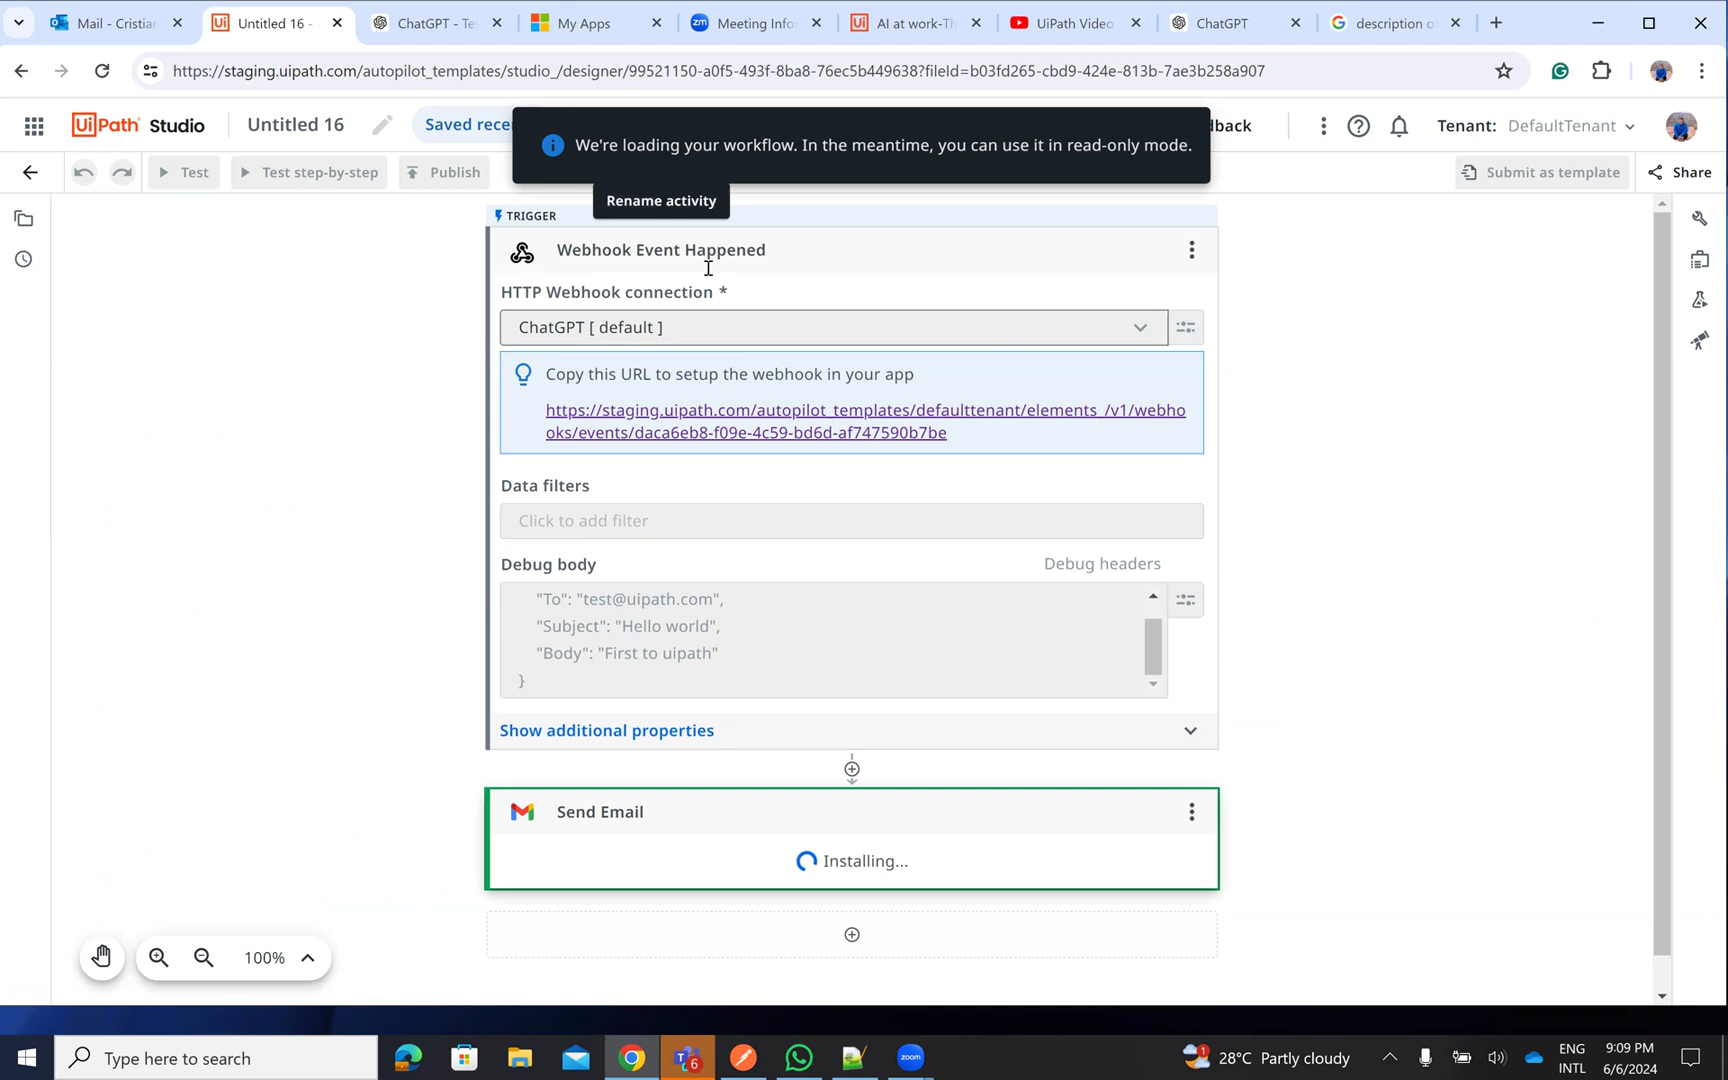 Mail - Cristia
Untitled 16 -
ChatGPT - Te
My Apps
Meeting Info
AI at work-Th
UiPath Video
ChatGPT
description o
https://staging.uipath.com/autopilot_templates/studio_/designer/99521150-a0f5-493f-8ba8-76ec5b449638?fileId=b03fd265-cbd9-424e-813b-7ae3b258a907
UiPath Studio
Untitled 16
Saved rece
We're loading your workflow. In the meantime, you can use it in read-only mode.
dback
Tenant: DefaultTenant
Test
Test step-by-step
Publish
Submit as template
Share
Rename activity
TRIGGER
Webhook Event Happened
HTTP Webhook connection *
ChatGPT [ default ]
Copy this URL to setup the webhook in your app
https://staging.uipath.com/autopilot_templates/defaulttenant/elements_/v1/webho
oks/events/daca6eb8-f09e-4c59-bd6d-af747590b7be
Data filters
Click to add filter
Debug body
Debug headers
"To": "test@uipath.com",
"Subject": "Hello world",
"Body": "First to uipath"
}
Show additional properties
Send Email
Installing...
100%
Type here to search
6
zoom
1
28°C Partly cloudy
ENG
INTL
9:09 PM
6/6/2024